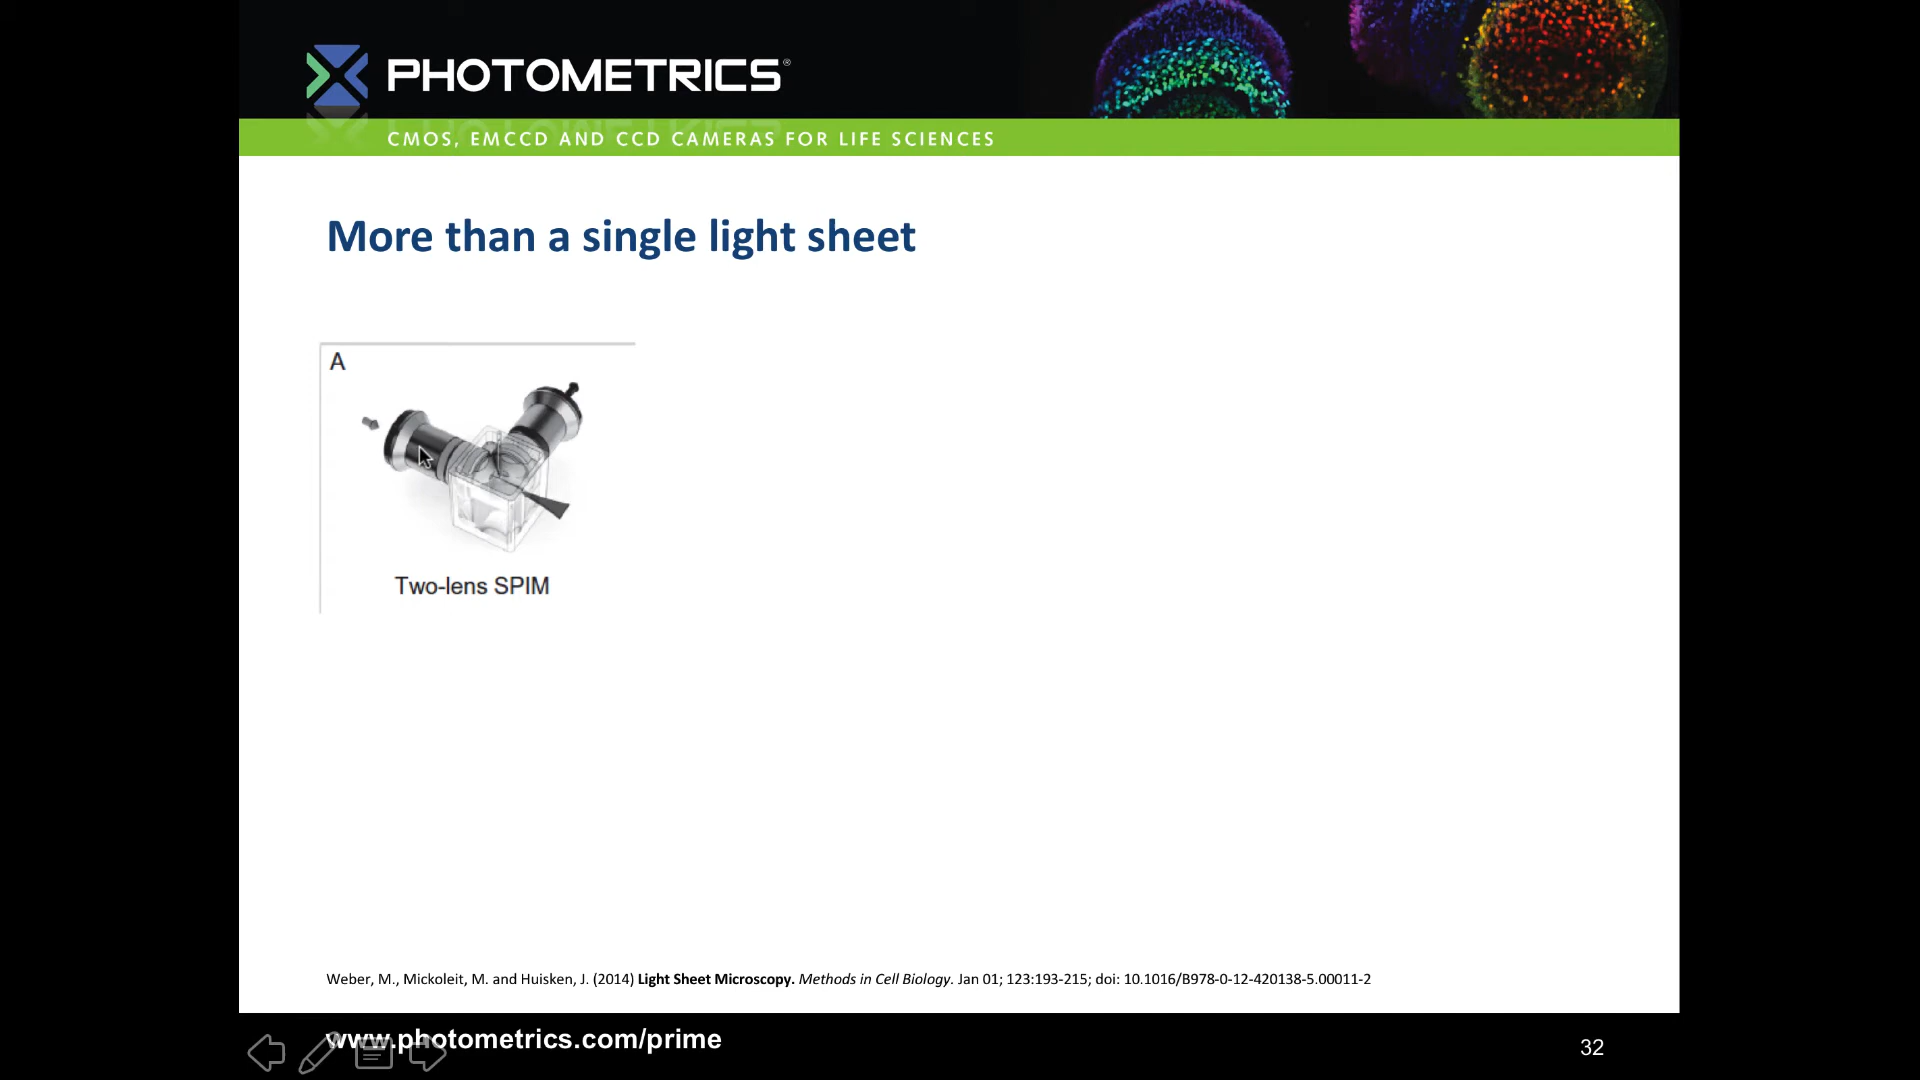 PHOTOMETRICS®
CMOS, EMCCD AND CCD CAMERAS FOR LIFE SCIENCES
More than a single light sheet
A
Two-lens SPIM
Weber, M., Mickoleit, M. and Huisken, J. (2014) Light Sheet Microscopy. Methods in Cell Biology. Jan 01; 123:193-215; doi: 10.1016/B978-0-12-420138-5.00011-2
www.photometrics.com/prime
32